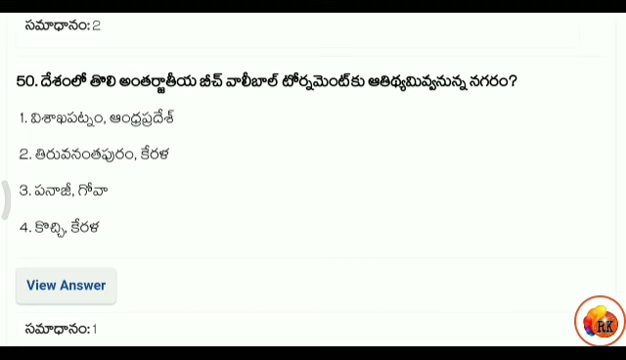 సమాధానం: 2
50. దేశంలో తొలి అంతర్జాతీయ బీచ్ వాలీబాల్ టోర్నమెంట్‌కు ఆతిథ్యమివ్వనున్న నగరం?
1. విశాఖపట్నం, ఆంధ్రప్రదేశ్
2. తిరువనంతపురం, కేరళ
3. పనాజీ, గోవా
4. కొచ్చి, కేరళ
View Answer
సమాధానం: 1
RK